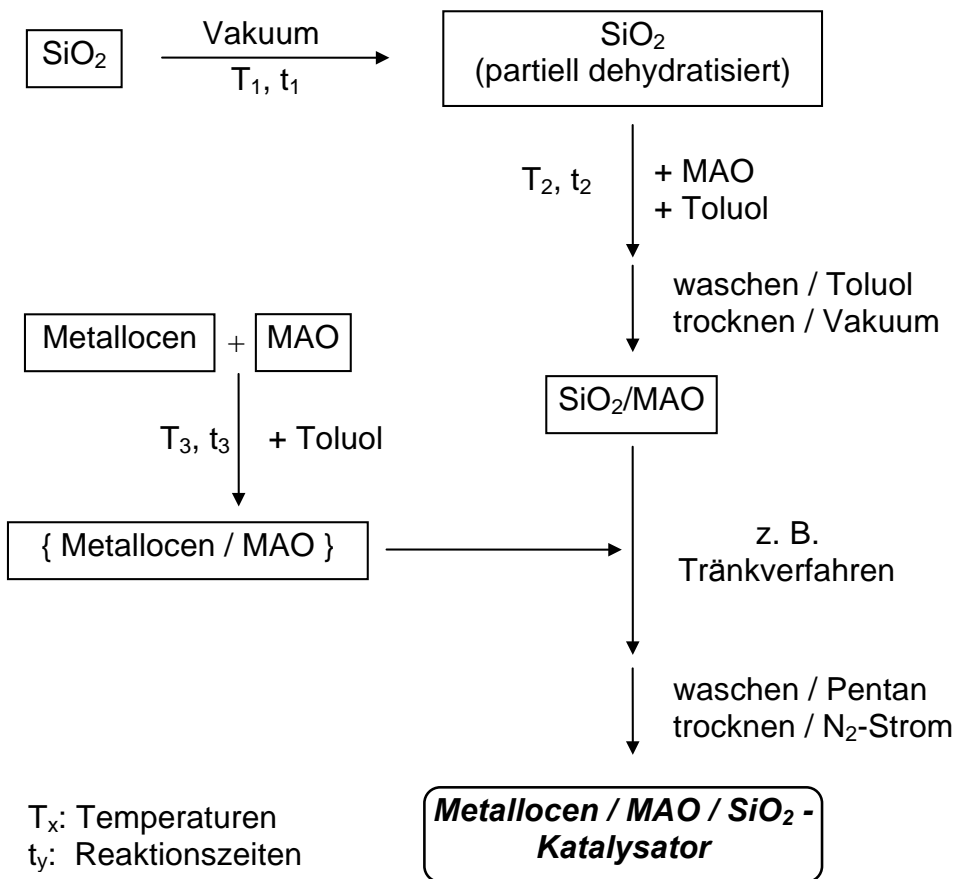 SiO₂
Vakuum
T₁, t₁
SiO₂
(partiell dehydratisiert)
T₂, t₂
+ MAO
+ Toluol
waschen / Toluol
trocknen / Vakuum
Metallocen + MAO
SiO₂/MAO
T₃, t₃ + Toluol
{ Metallocen / MAO }
z. B.
Tränkverfahren
waschen / Pentan
trocknen / N₂-Strom
Metallocen / MAO / SiO₂ -
Katalysator
Tₓ: Temperaturen
t_y: Reaktionszeiten